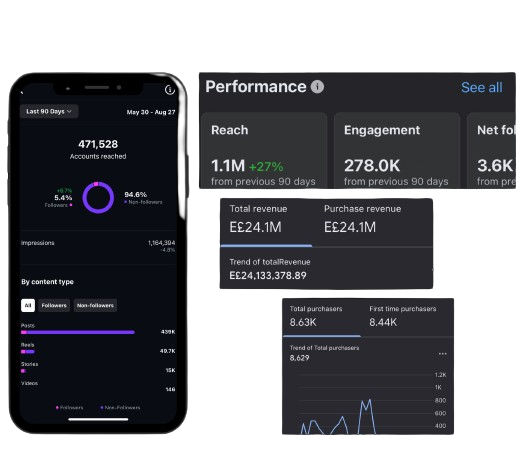 Last 90 Days
May 30 - Aug 27
471,528
Accounts reached
+6.7%
5.4%
Followers
94.6%
Non-followers
Impressions
1,164,394
-4.8%
By content type
All
Followers
Non-followers
Posts
439K
Reels
49.7K
Stories
15K
Videos
146
Followers
Non-Followers
Performance
See all
Reach
1.1M +27%
from previous 90 days
Engagement
278.0K
from previous 90 days
Net fol
3.6K
from pre
Total revenue
E£24.1M
Purchase revenue
E£24.1M
Trend of totalRevenue
E£24,133,378.89
Total purchasers
8.63K
First time purchasers
8.44K
Trend of Total purchasers
8,629
1.2K
1K
800
600
400